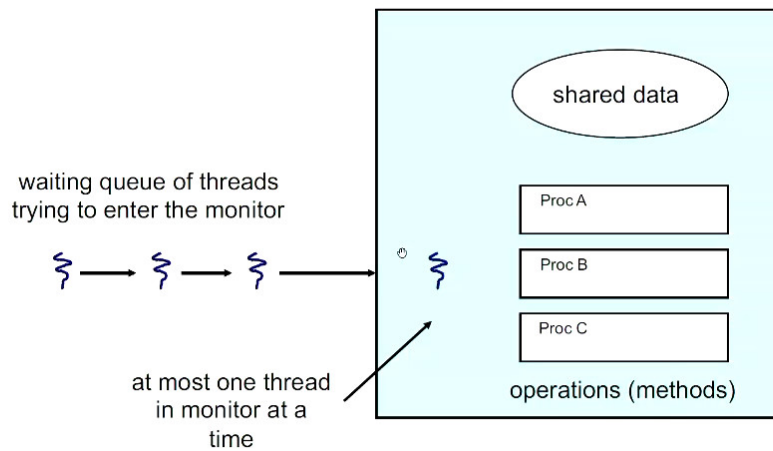 shared data
waiting queue of threads
trying to enter the monitor
Proc A
Proc B
Proc C
at most one thread
in monitor at a
time
operations (methods)